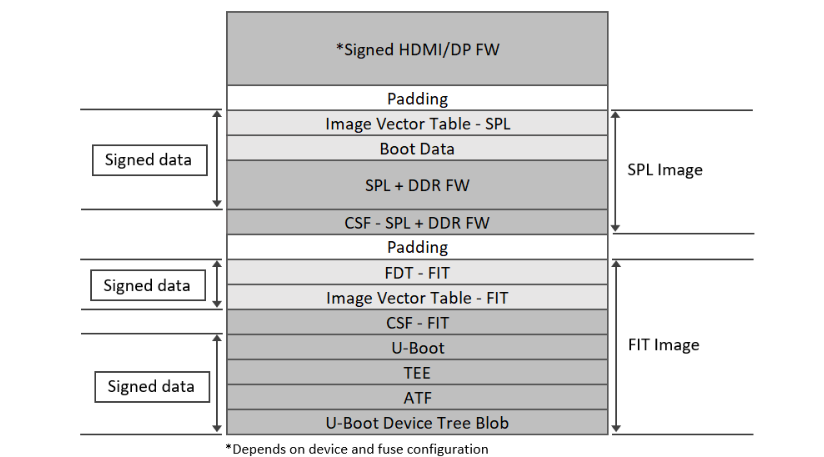 *Signed HDMI/DP FW
Padding
Image Vector Table - SPL
Boot Data
Signed data
SPL + DDR FW
SPL Image
CSF - SPL + DDR FW
Padding
FDT - FIT
Signed data
Image Vector Table - FIT
CSF - FIT
U-Boot
FIT Image
TEE
Signed data
ATF
U-Boot Device Tree Blob
*Depends on device and fuse configuration